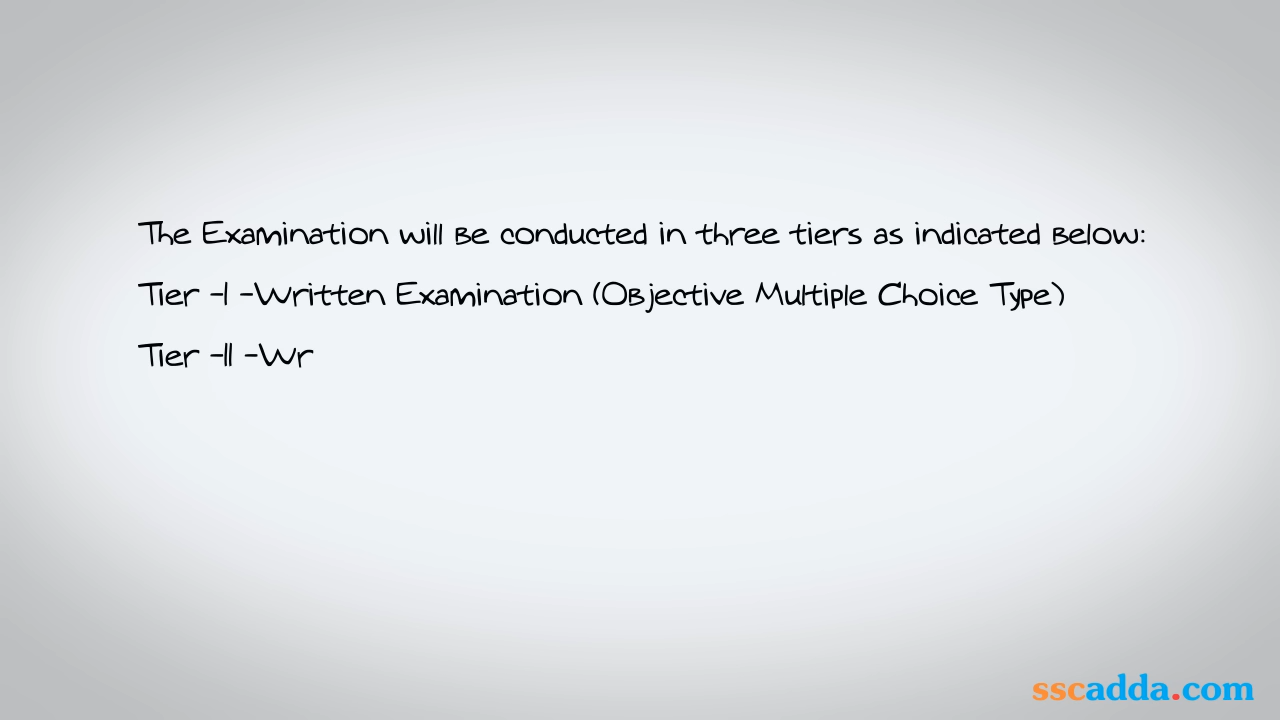 The Examination will be conducted in three tiers as indicated below:
Tier -I -Written Examination (Objective Multiple Choice Type)
Tier -II -Wr
sscadda.com